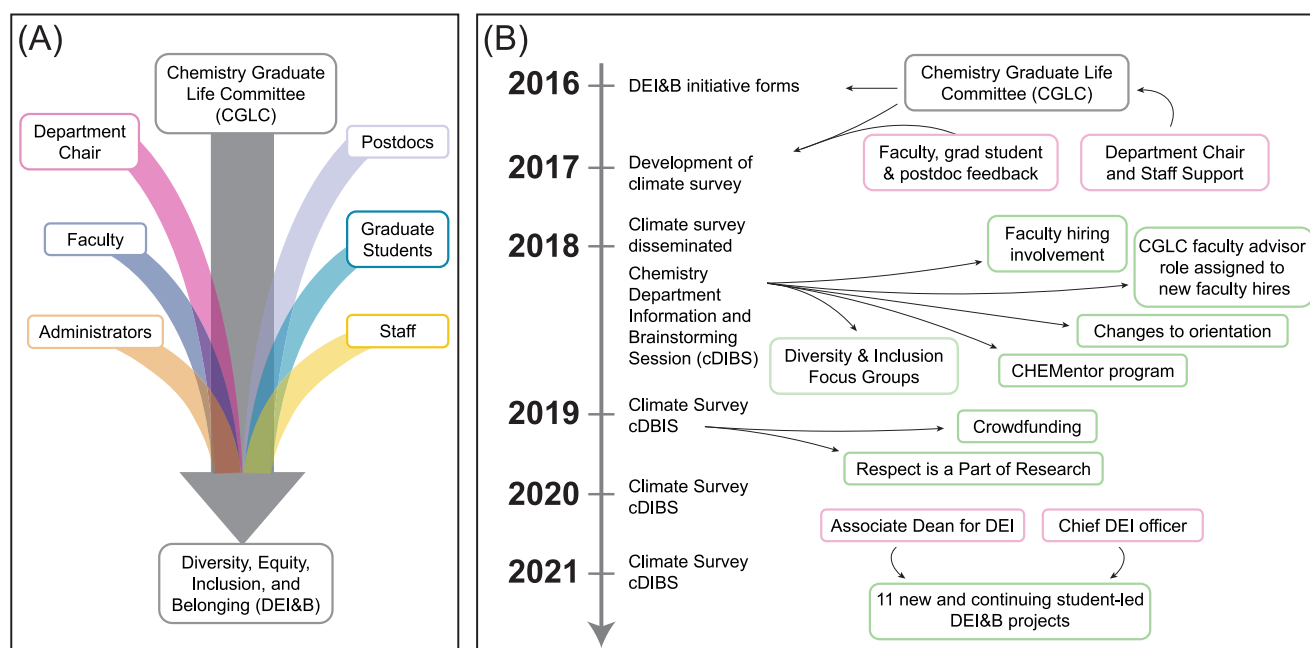 (A)
Chemistry Graduate
Life Committee
(CGLC)
Department
Chair
Postdocs
Faculty
Graduate
Students
Administrators
Staff
Diversity, Equity,
Inclusion, and
Belonging (DEI&B)
(B)
2016
DEI&B initiative forms
Chemistry Graduate Life
Committee (CGLC)
2017
Development of
climate survey
Faculty, grad student
& postdoc feedback
Department Chair
and Staff Support
2018
Climate survey
disseminated
Chemistry
Department
Information and
Brainstorming
Session (cDIBS)
Faculty hiring
involvement
CGLC faculty advisor
role assigned to
new faculty hires
Changes to orientation
CHEMentor program
Diversity & Inclusion
Focus Groups
2019
Climate Survey
cDBIS
Crowdfunding
Respect is a Part of Research
2020
Climate Survey
cDIBS
Associate Dean for DEI
Chief DEI officer
2021
Climate Survey
cDIBS
11 new and continuing student-led
DEI&B projects